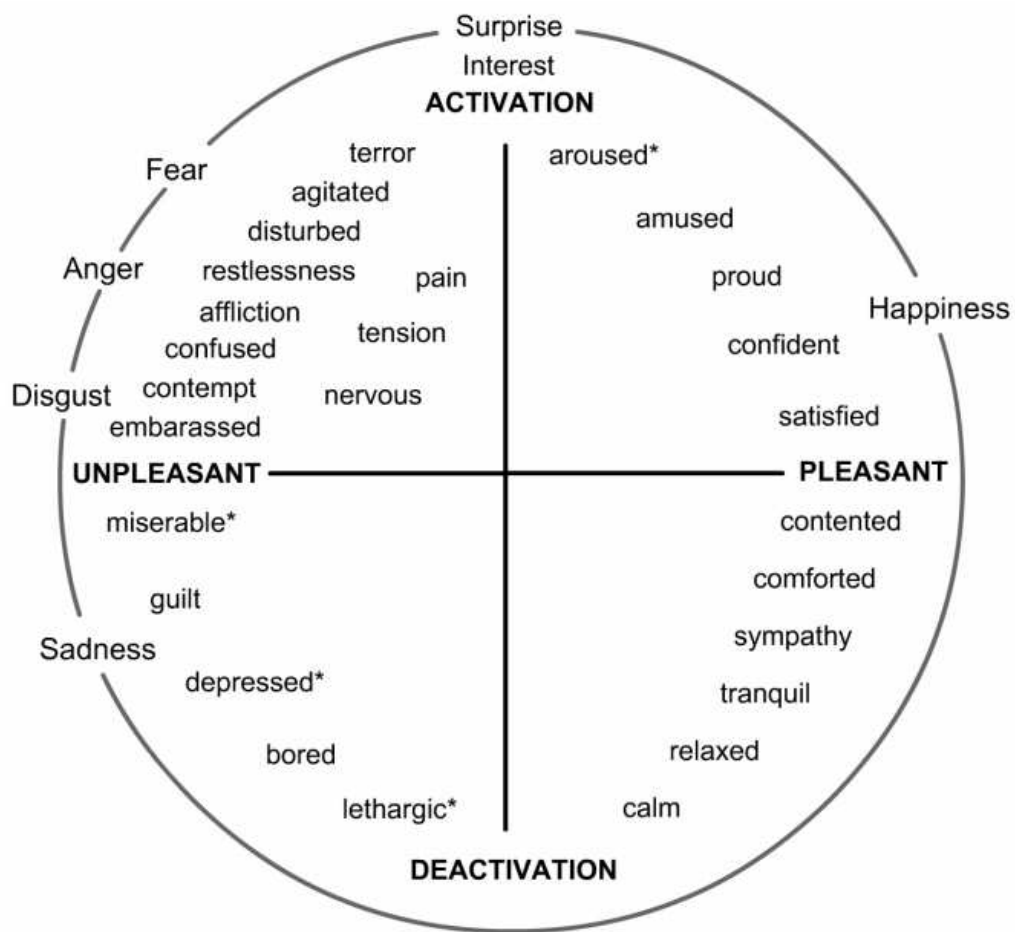 Surprise
Interest
ACTIVATION
terror
aroused*
Fear
agitated
amused
disturbed
Anger
restlessness
pain
proud
affliction
Happiness
tension
confused
confident
Disgust
contempt
nervous
embarassed
satisfied
UNPLEASANT
PLEASANT
miserable*
contented
guilt
comforted
Sadness
sympathy
depressed*
tranquil
bored
relaxed
lethargic*
calm
DEACTIVATION